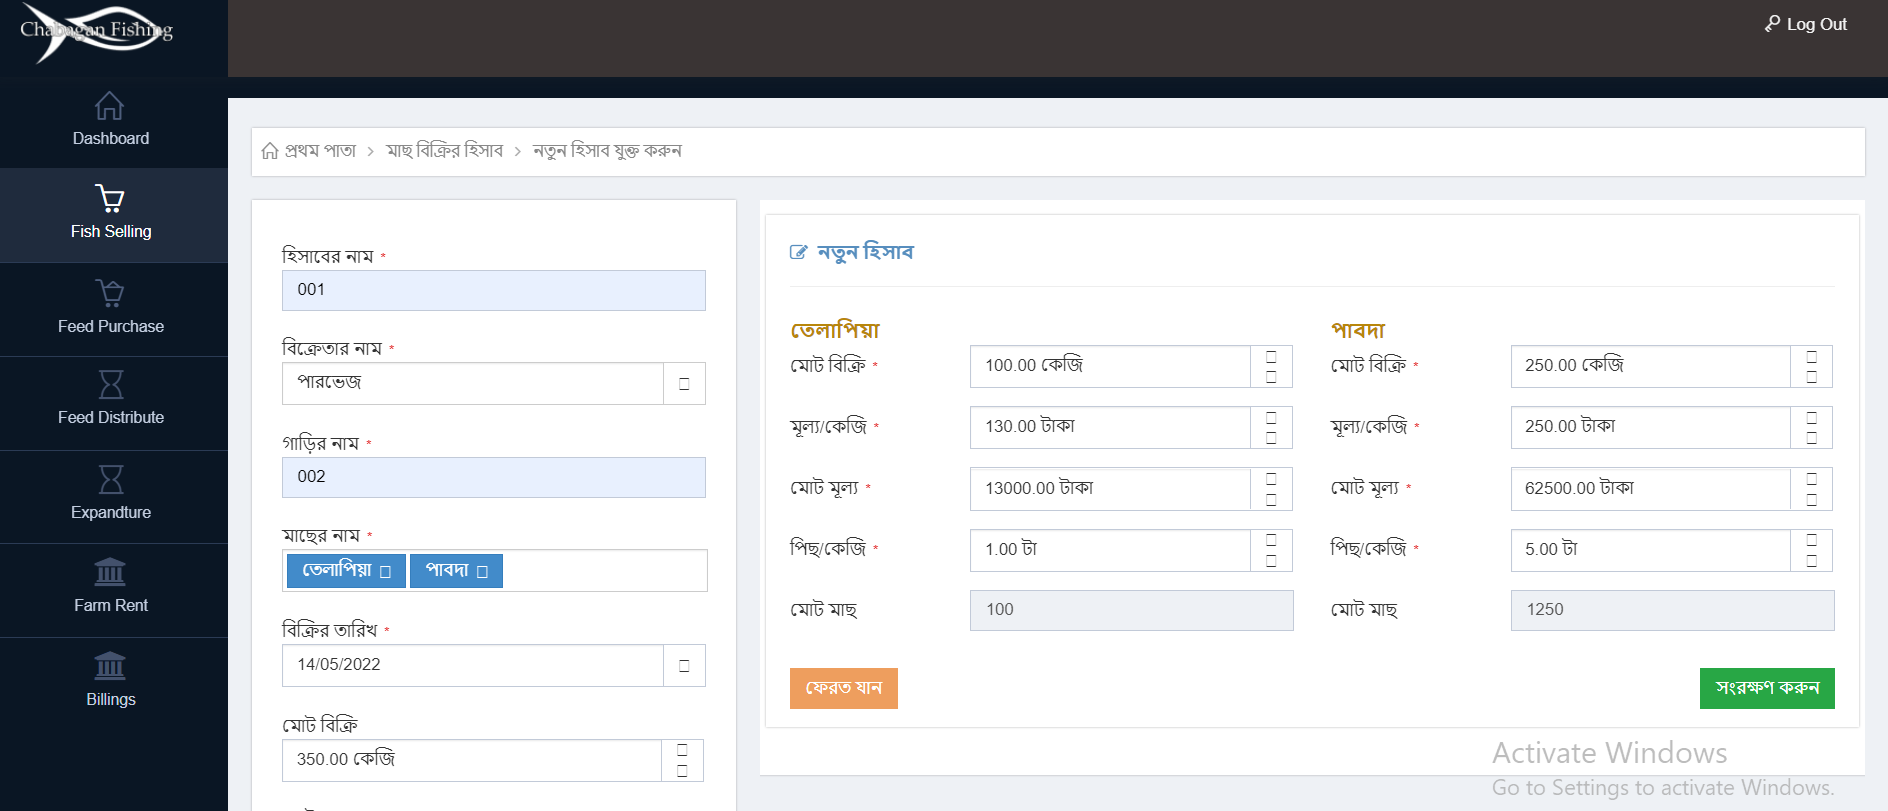 Chabagan Fishing
Log Out
Dashboard
Fish Selling
Feed Purchase
Feed Distribute
Expandture
Farm Rent
Billings
প্রথম পাতা > মাছ বিক্রির হিসাব > নতুন হিসাব যুক্ত করুন
হিসাবের নাম *
001
বিক্রেতার নাম *
পারভেজ
গাড়ির নাম *
002
মাছের নাম *
তেলাপিয়া পাবদা
বিক্রির তারিখ *
14/05/2022
মোট বিক্রি
350.00 কেজি
নতুন হিসাব
তেলাপিয়া
মোট বিক্রি * 100.00 কেজি
মূল্য/কেজি * 130.00 টাকা
মোট মূল্য * 13000.00 টাকা
পিছ/কেজি * 1.00 টা
মোট মাছ 100
পাবদা
মোট বিক্রি * 250.00 কেজি
মূল্য/কেজি * 250.00 টাকা
মোট মূল্য * 62500.00 টাকা
পিছ/কেজি * 5.00 টা
মোট মাছ 1250
ফেরত যান
সংরক্ষণ করুন
Activate Windows
Go to Settings to activate Windows.